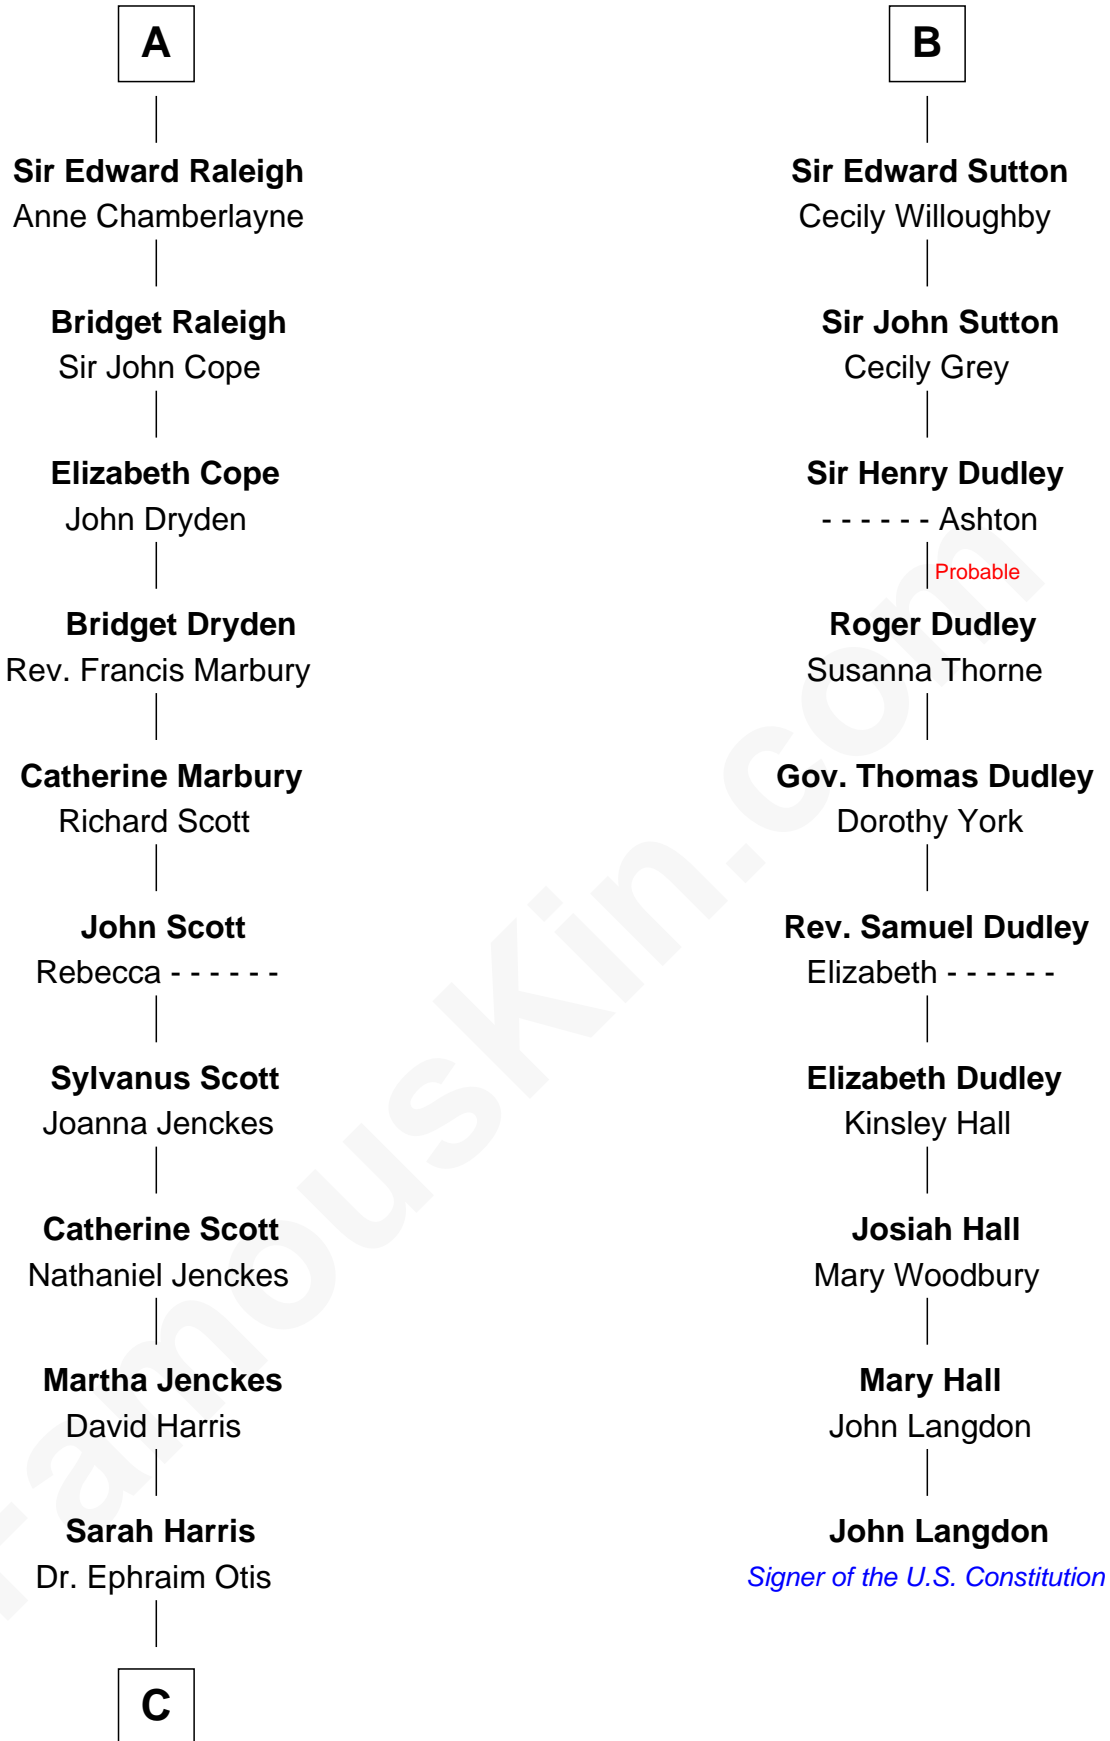 A
Sir Edward Raleigh
Anne Chamberlayne
Bridget Raleigh
Sir John Cope
Elizabeth Cope
John Dryden
Bridget Dryden
Rev. Francis Marbury
Catherine Marbury
Richard Scott
John Scott
Rebecca - - - - - -
Sylvanus Scott
Joanna Jenckes
Catherine Scott
Nathaniel Jenckes
Martha Jenckes
David Harris
Sarah Harris
Dr. Ephraim Otis
C
B
Sir Edward Sutton
Cecily Willoughby
Sir John Sutton
Cecily Grey
Sir Henry Dudley
- - - - - - Ashton
Probable
Roger Dudley
Susanna Thorne
Gov. Thomas Dudley
Dorothy York
Rev. Samuel Dudley
Elizabeth - - - - - -
Elizabeth Dudley
Kinsley Hall
Josiah Hall
Mary Woodbury
Mary Hall
John Langdon
John Langdon
Signer of the U.S. Constitution
FamousKin.com